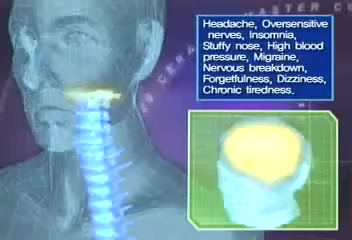 Headache, Oversensitive
nerves, Insomnia,
Stuffy nose, High blood
pressure, Migraine,
Nervous breakdown,
Forgetfulness, Dizziness,
Chronic tiredness.